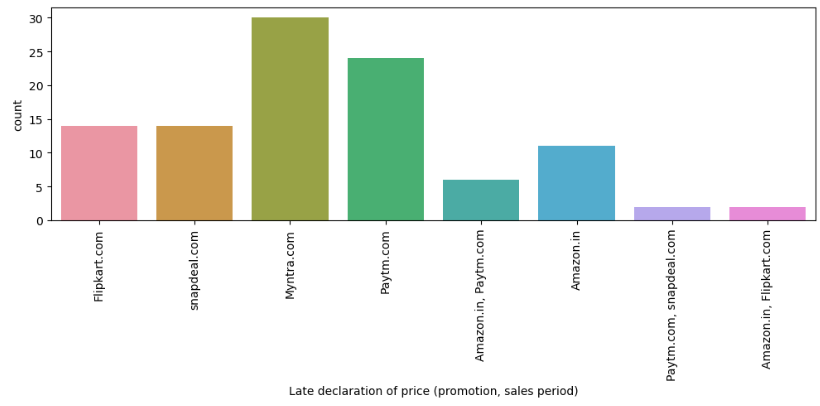 30
25
20
15
10
5
0
count
Flipkart.com
snapdeal.com
Myntra.com
Paytm.com
Amazon.in, Paytm.com
Amazon.in
Paytm.com, snapdeal.com
Amazon.in, Flipkart.com
Late declaration of price (promotion, sales period)